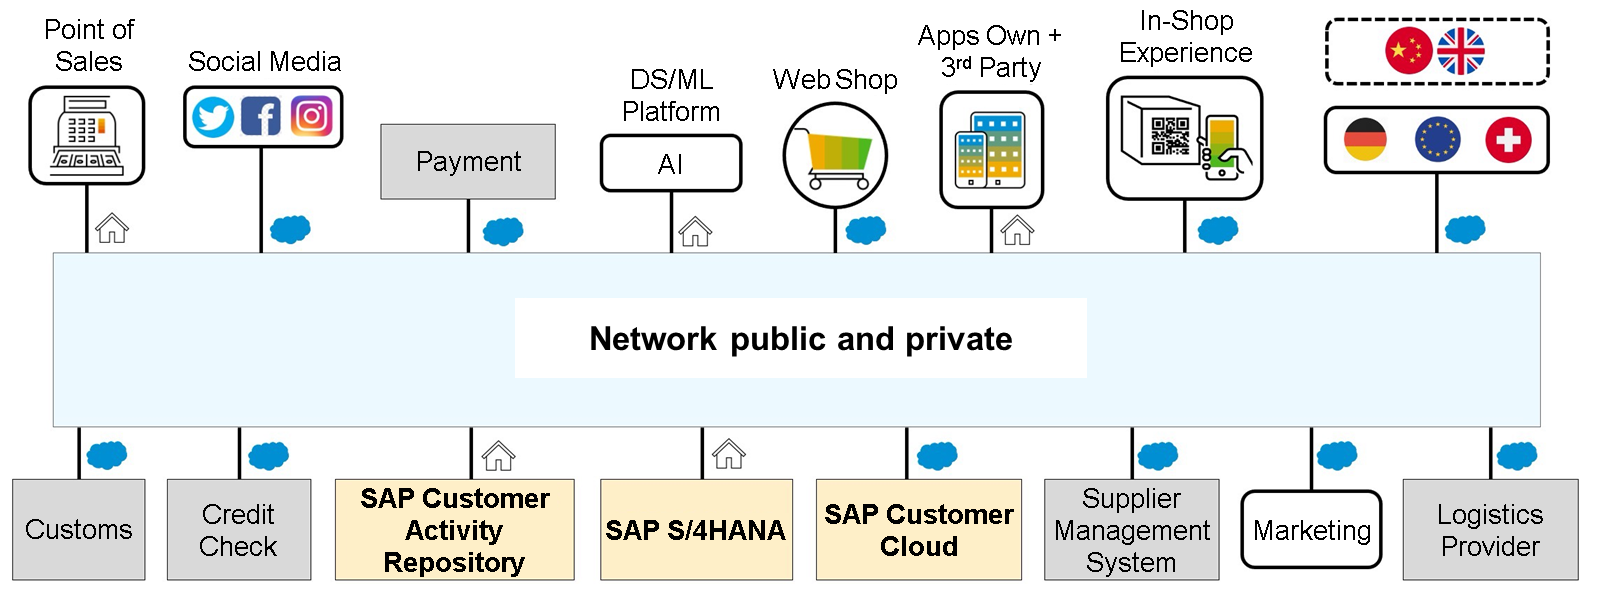 Point of
Sales
Social Media
Payment
DS/ML
Platform
AI
Web Shop
Apps Own +
3rd Party
In-Shop
Experience
Network public and private
Customs
Credit
Check
SAP Customer
Activity
Repository
SAP S/4HANA
SAP Customer
Cloud
Supplier
Management
System
Marketing
Logistics
Provider